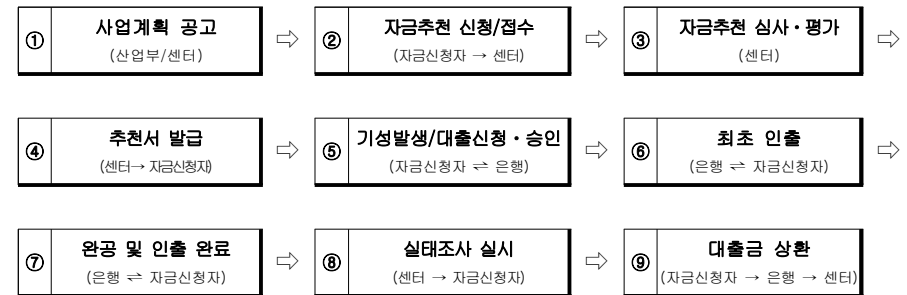 ① 사업계획 공고
(산업부/센터)
⇨
② 자금추천 신청/접수
(자금신청자 → 센터)
⇨
③ 자금추천 심사・평가
(센터)
⇨
④ 추천서 발급
(센터→ 자금신청자)
⇨
⑤ 기성발생/대출신청・승인
(자금신청자 ⇌ 은행)
⇨
⑥ 최초 인출
(은행 ⇌ 자금신청자)
⇨
⑦ 완공 및 인출 완료
(은행 ⇌ 자금신청자)
⇨
⑧ 실태조사 실시
(센터 → 자금신청자)
⇨
⑨ 대출금 상환
(자금신청자 → 은행 → 센터)